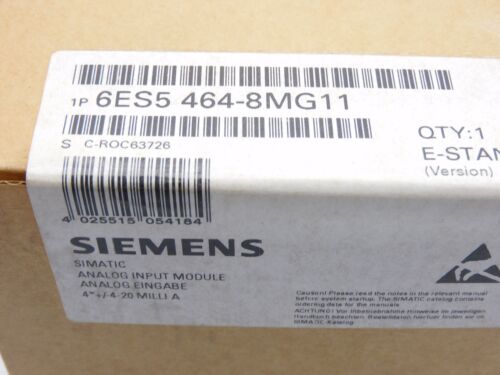 1P 6ES5 464-8MG11
S C-ROC63726
QTY:1
E-STAN
(Version)
4 025515 054184
SIEMENS
SIMATIC
ANALOG INPUT MODULE
ANALOG EINGABE
4*+/-4-20 MILLI A
Caution! Please read the notes in the relevant manual
before system startup. The SIMATIC catalog contains
ordering data for the manuals.
ACHTUNG! Vor Inbetriebnahme Hinweise im jeweiligen
Handbuch beachten. Bestelldaten hierfuer finden Sie im
SIMATIC-Katalog